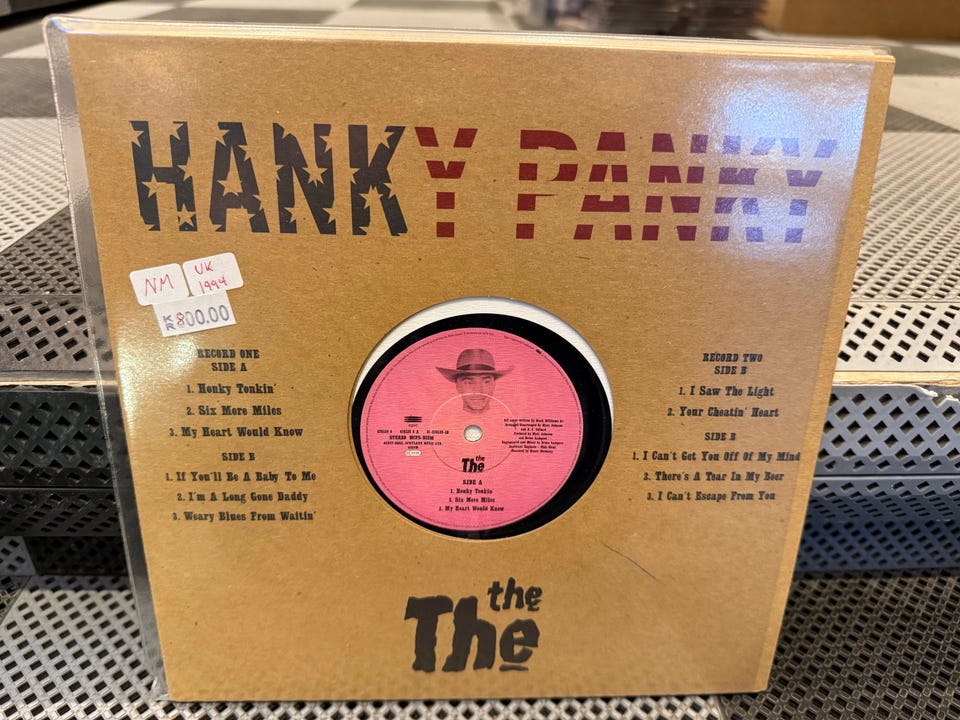 HANKY PANKY
NM
UK
1994
KR 800.00
RECORD ONE
SIDE A
1. Honky Tonkin'
2. Six More Miles
3. My Heart Would Know
SIDE B
1. If You'll Be A Baby To Me
2. I'm A Long Gone Daddy
3. Weary Blues From Waitin'
RECORD TWO
SIDE B
1. I Saw The Light
2. Your Cheatin' Heart
SIDE B
1. I Can't Get You Off Of My Mind
2. There's A Tear In My Beer
3. I Can't Escape From You
epic
STEREO
the
The
SIDE A
1. Honky Tonkin'
2. Six More Miles
3. My Heart Would Know
the
The